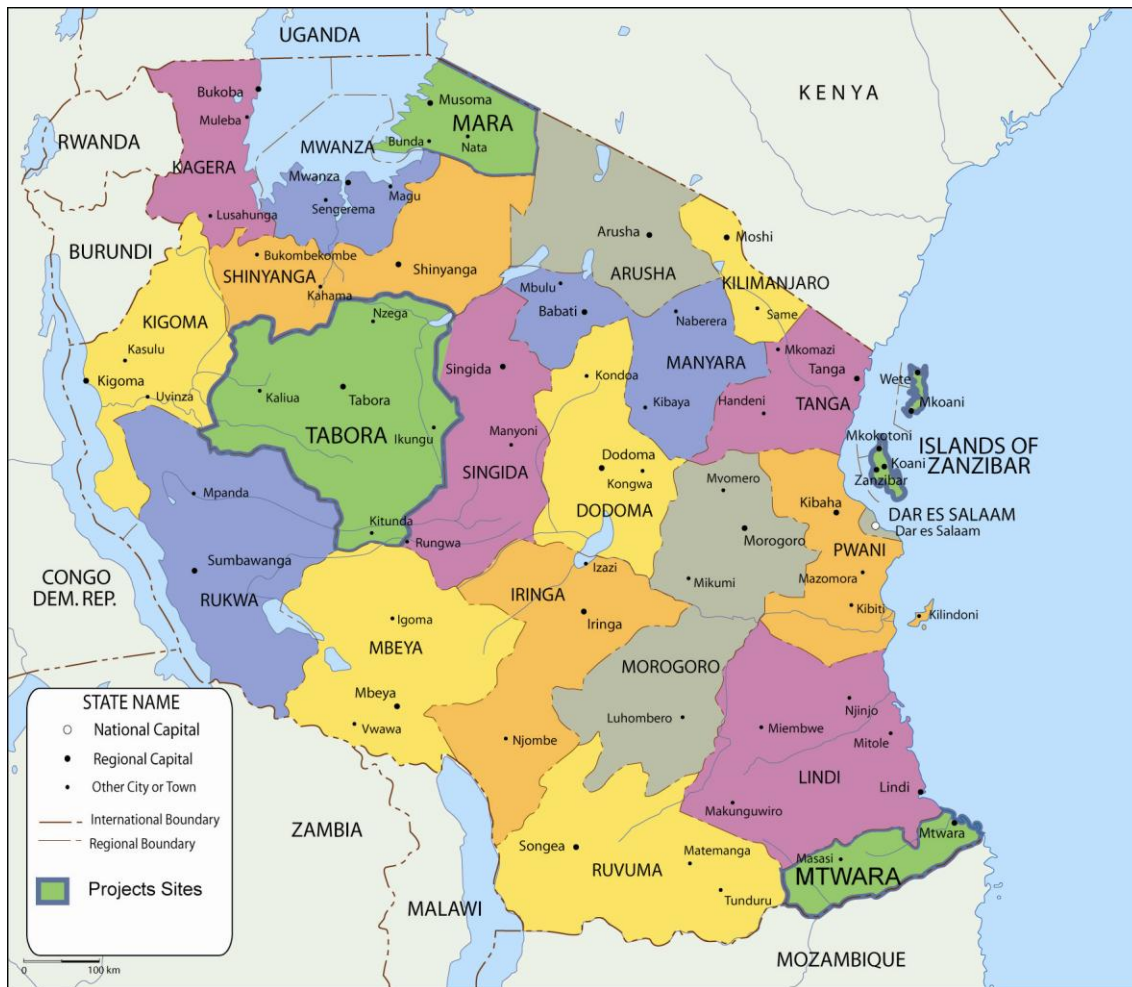 UGANDA
KENYA
RWANDA
BURUNDI
CONGO
DEM. REP.
ZAMBIA
MALAWI
MOZAMBIQUE
Bukoba
Muleba
KAGERA
Lusahunga
MWANZA
Mwanza
Sengerema
Magu
Musoma
MARA
Bunda
Nata
Bukombekombe
SHINYANGA
Kahama
Shinyanga
Arusha
ARUSHA
Moshi
KILIMANJARO
Same
Mbulu
Babati
Naberera
MANYARA
Kibaya
Mkomazi
Tanga
Handeni
TANGA
Wete
Mkoani
ISLANDS OF
ZANZIBAR
Mkokotoni
Koani
Zanzibar
DAR ES SALAAM
Dar es Salaam
KIGOMA
Kasulu
Kigoma
Uvinza
Nzega
Kaliua
Tabora
TABORA
Ikungu
Kitunda
Singida
Manyoni
SINGIDA
Rungwa
Kondoa
Dodoma
Kongwa
DODOMA
Mvomero
Morogoro
Mikumi
Kibaha
PWANI
Mazomora
Kibiti
Kilindoni
Mpanda
Sumbawanga
RUKWA
Igoma
MBEYA
Mbeya
Vwawa
Izazi
IRINGA
Iringa
Njombe
MOROGORO
Luhombero
Njinjo
Miembwe
Mitole
LINDI
Lindi
Makunguwiro
Mtwara
Masasi
MTWARA
Songea
RUVUMA
Matemanga
Tunduru
STATE NAME
National Capital
Regional Capital
Other City or Town
International Boundary
Regional Boundary
Projects Sites
0 100 km